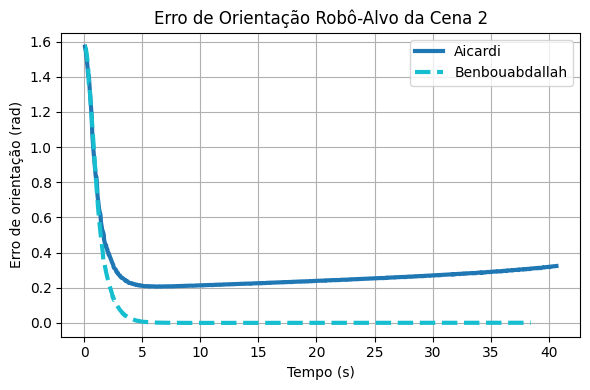 Erro de Orientação Robô-Alvo da Cena 2
Aicardi
Benbouabdallah
Erro de orientação (rad)
1.6
1.4
1.2
1.0
0.8
0.6
0.4
0.2
0.0
0 5 10 15 20 25 30 35 40
Tempo (s)